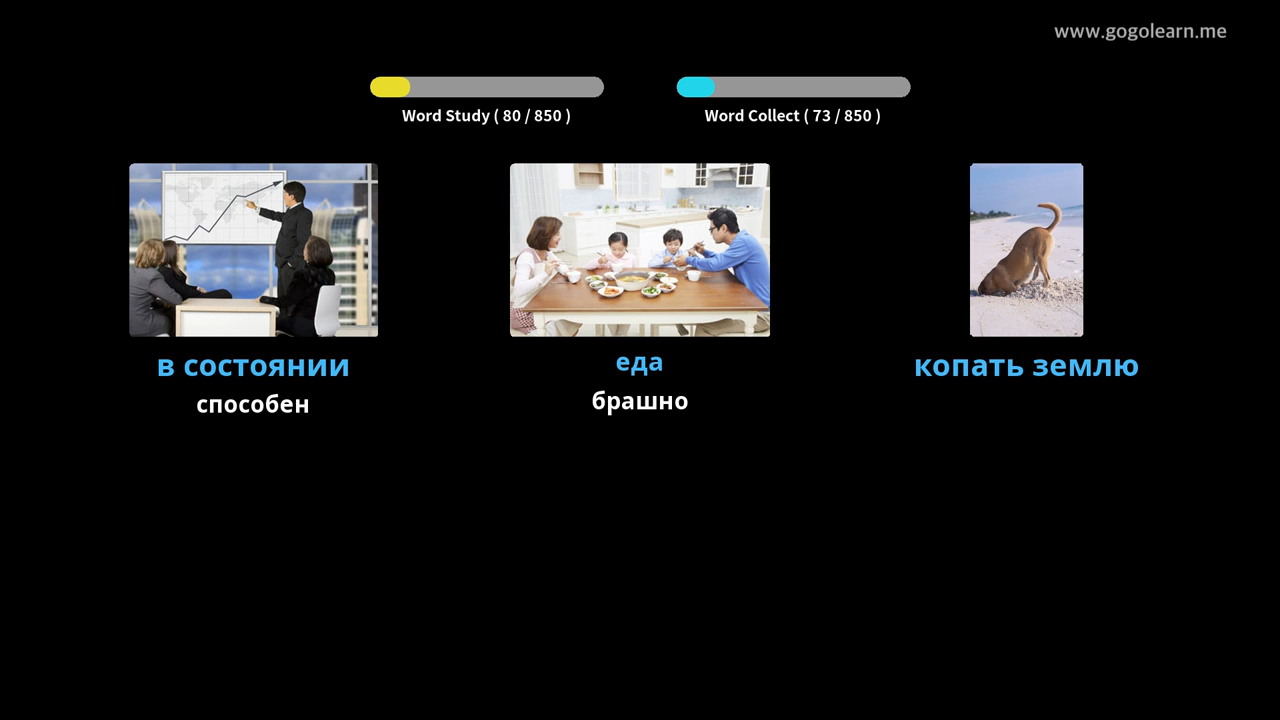 www.gogolearn.me
Word Study ( 80 / 850 )
Word Collect ( 73 / 850 )
в состоянии
способен
еда
брашно
копать землю